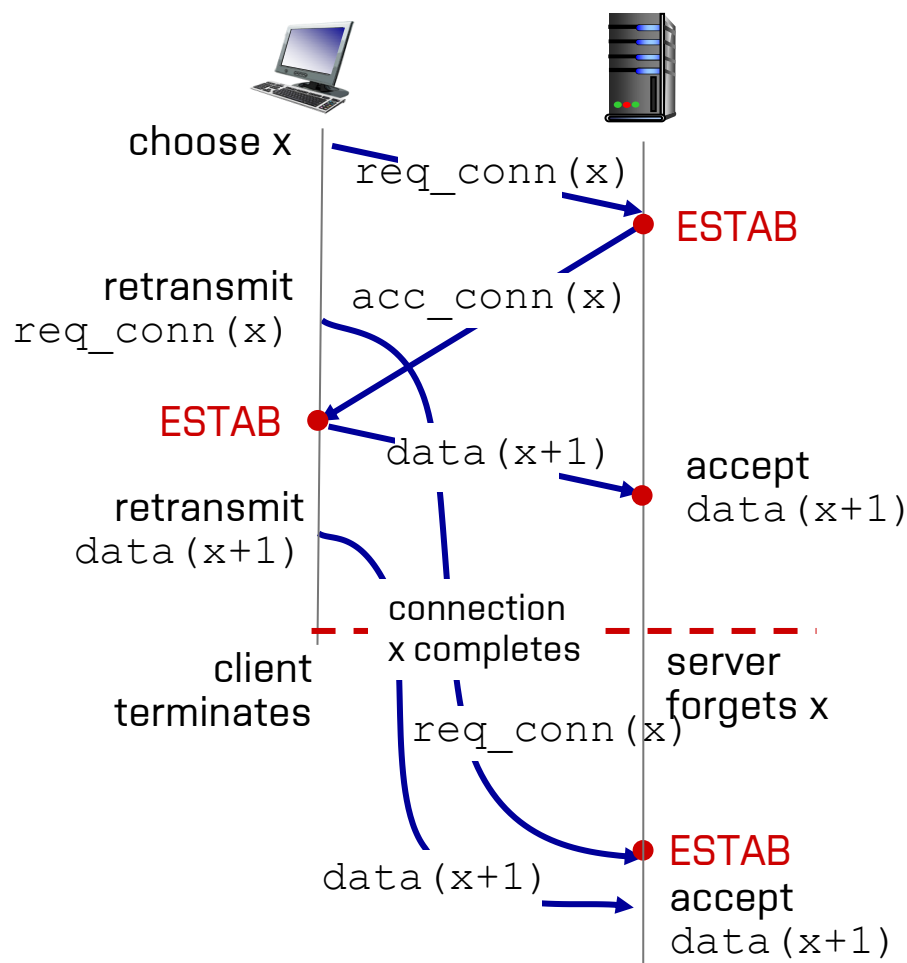 choose x
req_conn(x)
ESTAB
retransmit
req_conn(x)
acc_conn(x)
ESTAB
data(x+1)
accept
data(x+1)
retransmit
data(x+1)
connection
x completes
client
terminates
server
forgets x
req_conn(x)
ESTAB
data(x+1)
accept
data(x+1)